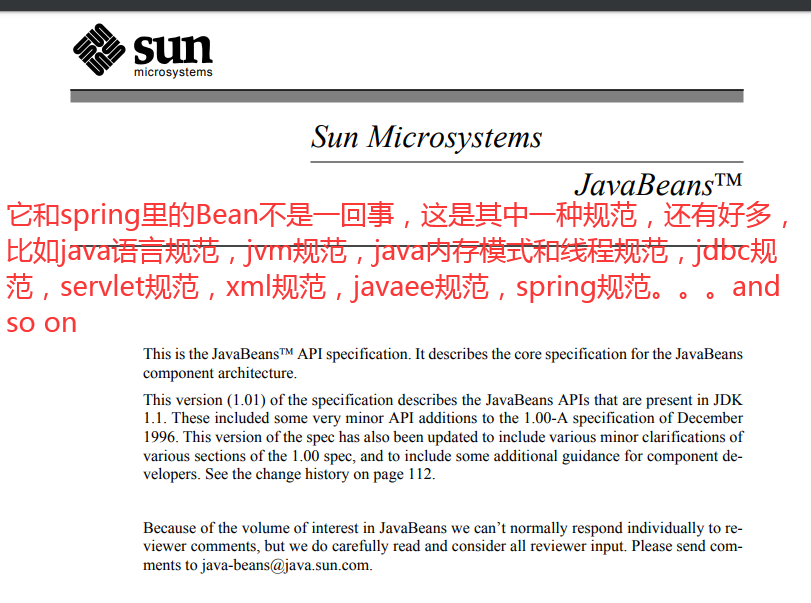 sun
microsystems
Sun Microsystems
JavaBeans™
它和spring里的Bean不是一回事，这是其中一种规范，还有好多，
比如java语言规范，jvm规范，java内存模式和线程规范，jdbc规
范，servlet规范，xml规范，javaee规范，spring规范。。。and
so on
This is the JavaBeans™ API specification. It describes the core specification for the JavaBeans
component architecture.
This version (1.01) of the specification describes the JavaBeans APIs that are present in JDK
1.1. These included some very minor API additions to the 1.00-A specification of December
1996. This version of the spec has also been updated to include various minor clarifications of
various sections of the 1.00 spec, and to include some additional guidance for component de-
velopers. See the change history on page 112.
Because of the volume of interest in JavaBeans we can’t normally respond individually to re-
viewer comments, but we do carefully read and consider all reviewer input. Please send com-
ments to java-beans@java.sun.com.